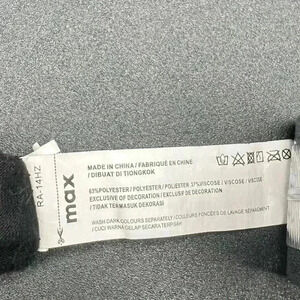 RA-14HZ
max
MADE IN CHINA / FABRIQUÉ EN CHINE
/ DIBUAT DI TIONGKOK
63%POLYESTER / POLYESTER / POLIESTER 37%VISCOSE / VISCOSE / VISCOSE
EXCLUSIVE OF DECORATION / EXCLUSIF DE DÉCORATION
/ TIDAK TERMASUK DEKORASI
WASH DARK COLOURS SEPARATELY / COULEURS FONCÉES DE LAVAGE SÉPARÉMENT
/ CUCI WARNA GELAP SECARA TERPISAH